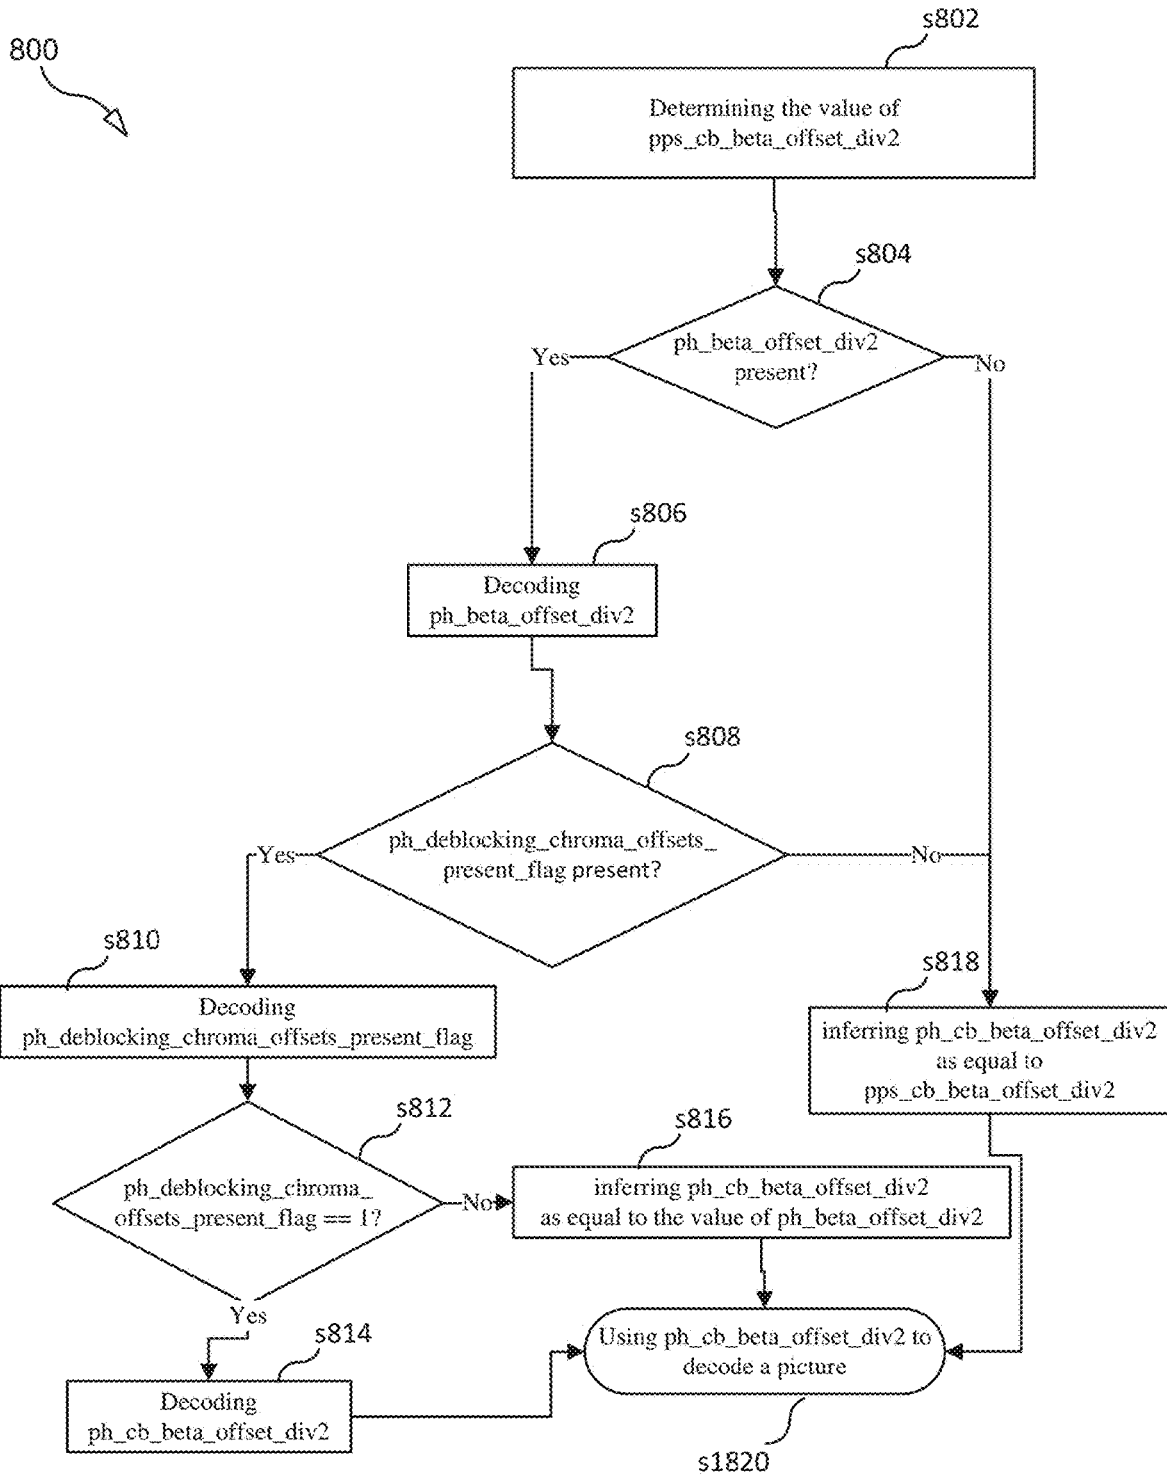 800
s802
Determining the value of
pps_cb_beta_offset_div2
s804
ph_beta_offset_div2
present?
Yes
No
s806
Decoding
ph_beta_offset_div2
s808
ph_deblocking_chroma_offsets_
present_flag present?
Yes
No
s810
Decoding
ph_deblocking_chroma_offsets_present_flag
s818
inferring ph_cb_beta_offset_div2
as equal to
pps_cb_beta_offset_div2
s812
ph_deblocking_chroma_
offsets_present_flag == 1?
No
s816
inferring ph_cb_beta_offset_div2
as equal to the value of ph_beta_offset_div2
Yes
s814
Decoding
ph_cb_beta_offset_div2
Using ph_cb_beta_offset_div2 to
decode a picture
s1820